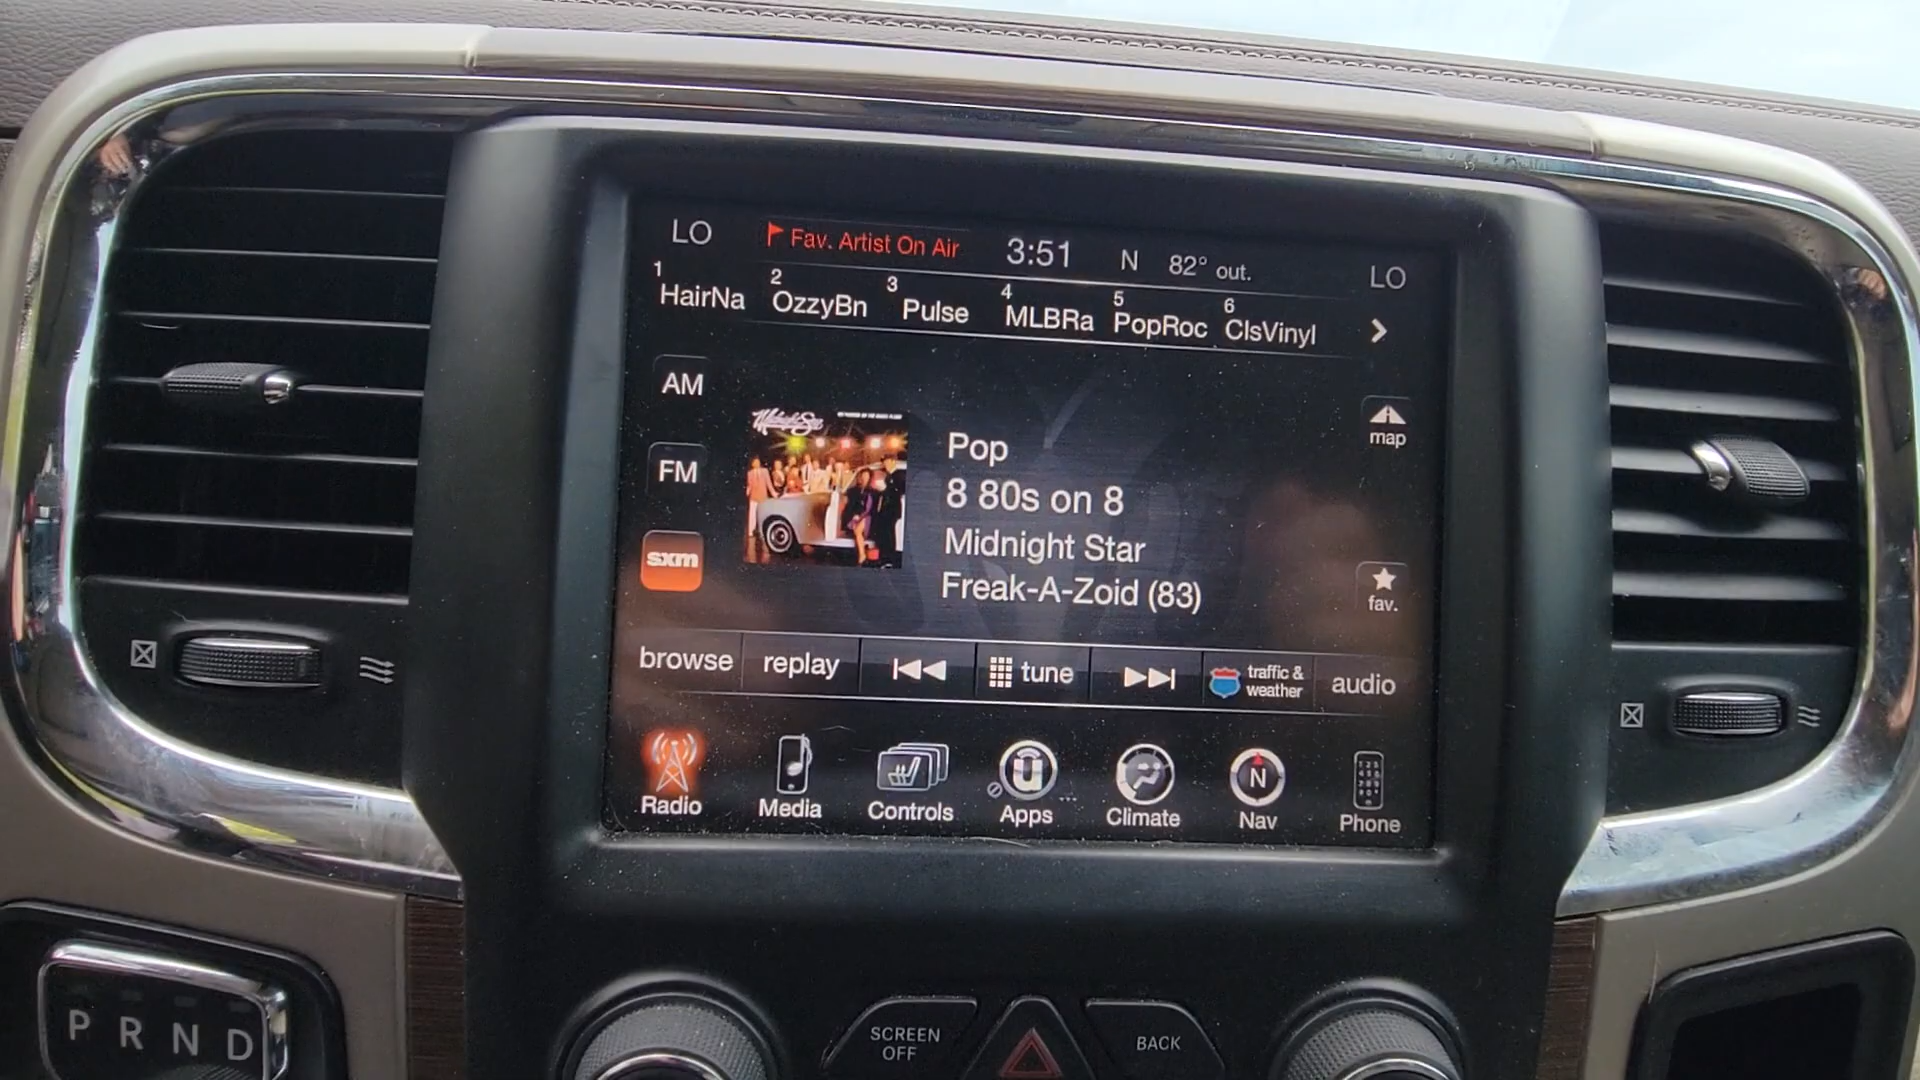 LO Fav. Artist On Air 3:51 N 82° out. LO
1 HairNa 2 OzzyBn 3 Pulse 4 MLBRa 5 PopRoc 6 ClsVinyl
AM
FM
sxm
Midnight Star
Pop
8 80s on 8
Midnight Star
Freak-A-Zoid (83)
map
fav.
browse replay tune traffic & weather audio
Radio Media Controls Apps Climate Nav Phone
P R N D
SCREEN OFF
BACK